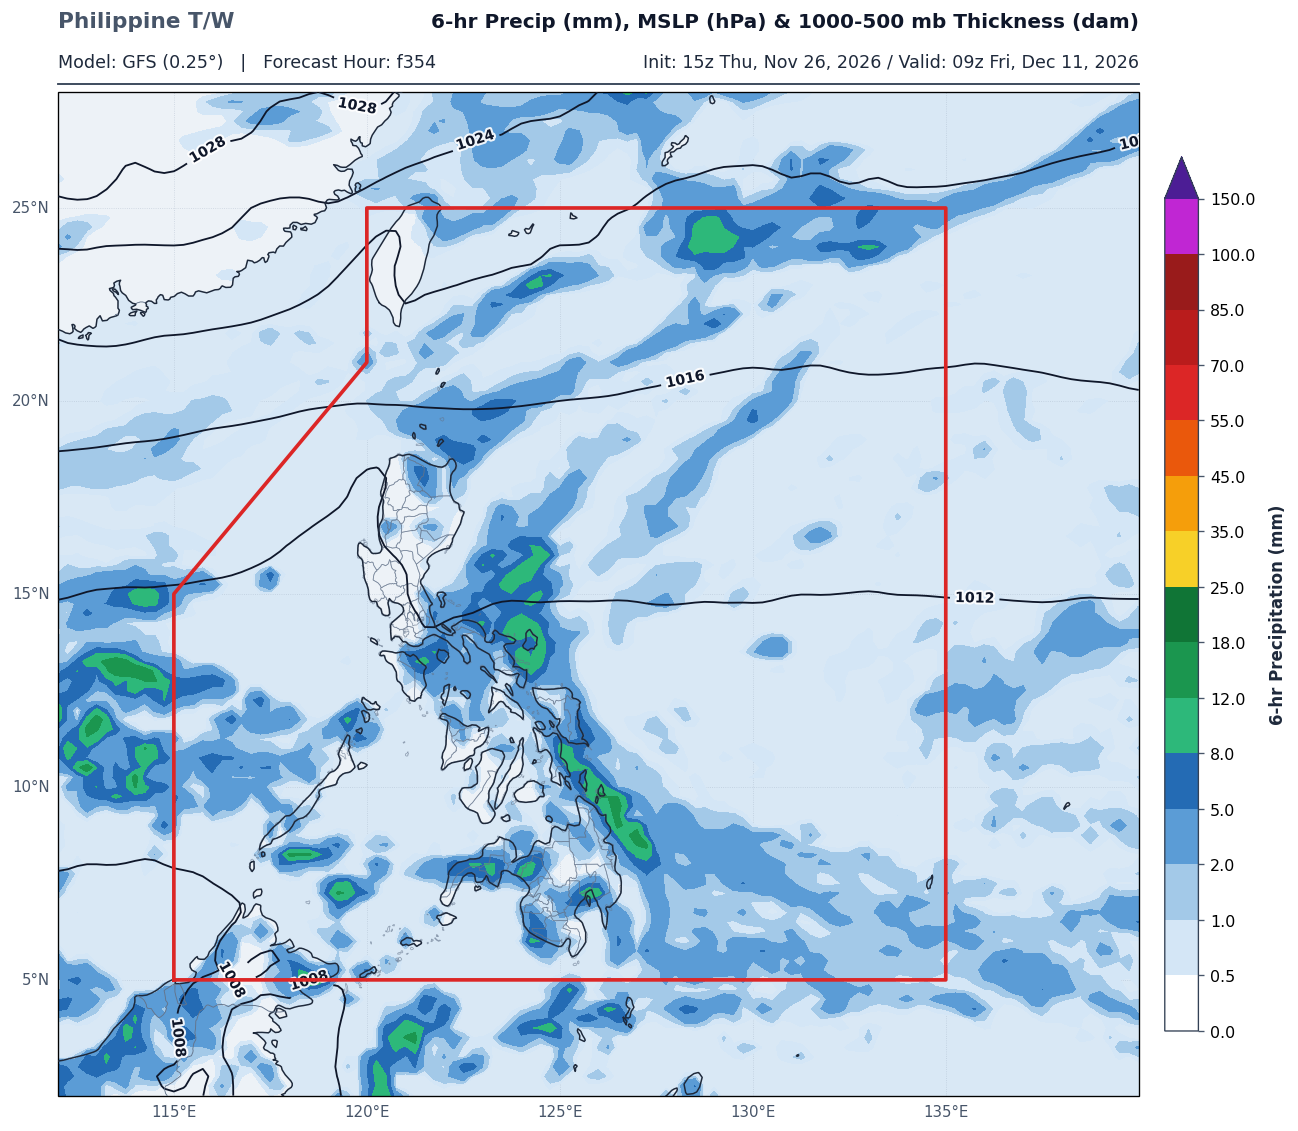 Philippine T/W
6-hr Precip (mm), MSLP (hPa) & 1000-500 mb Thickness (dam)
Model: GFS (0.25°) | Forecast Hour: f354
Init: 15z Thu, Nov 26, 2026 / Valid: 09z Fri, Dec 11, 2026
1028
1028
1024
10
1016
1012
1008
1008
1008
25°N
20°N
15°N
10°N
5°N
115°E
120°E
125°E
130°E
135°E
150.0
100.0
85.0
70.0
55.0
45.0
35.0
25.0
18.0
12.0
8.0
5.0
2.0
1.0
0.5
0.0
6-hr Precipitation (mm)